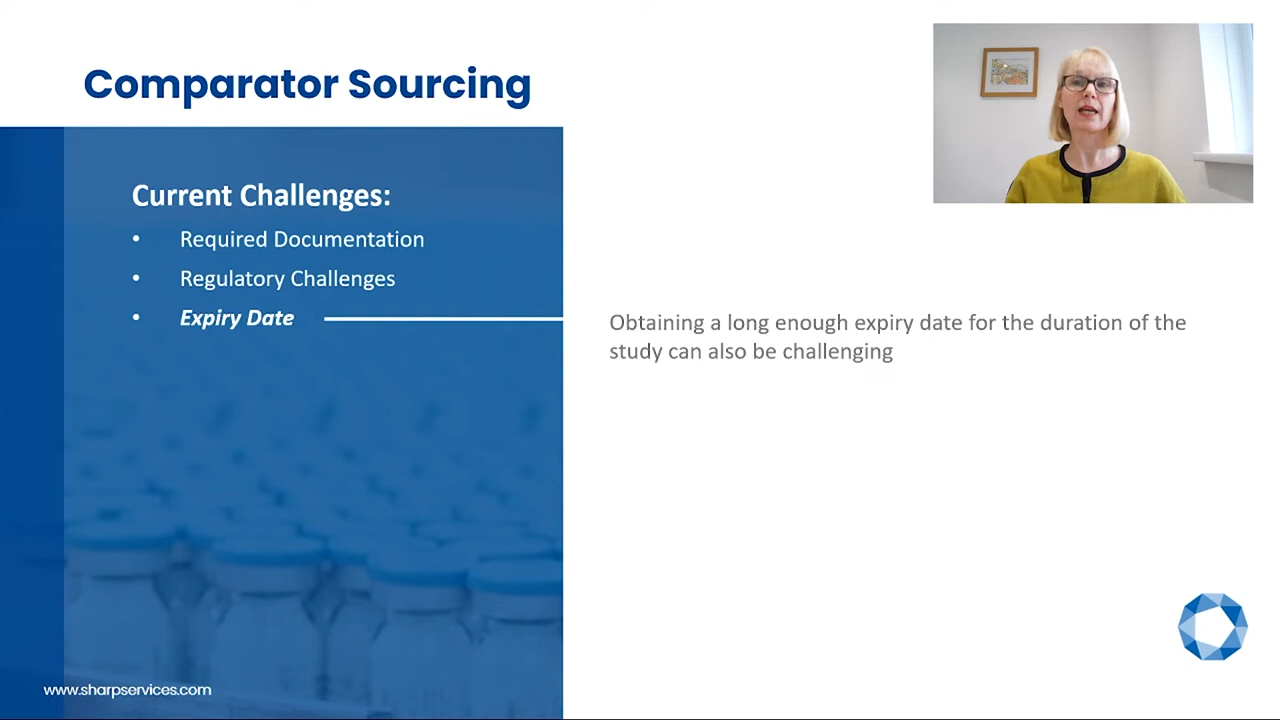 Comparator Sourcing
Current Challenges:
• Required Documentation
• Regulatory Challenges
• Expiry Date
Obtaining a long enough expiry date for the duration of the
study can also be challenging
www.sharpservices.com